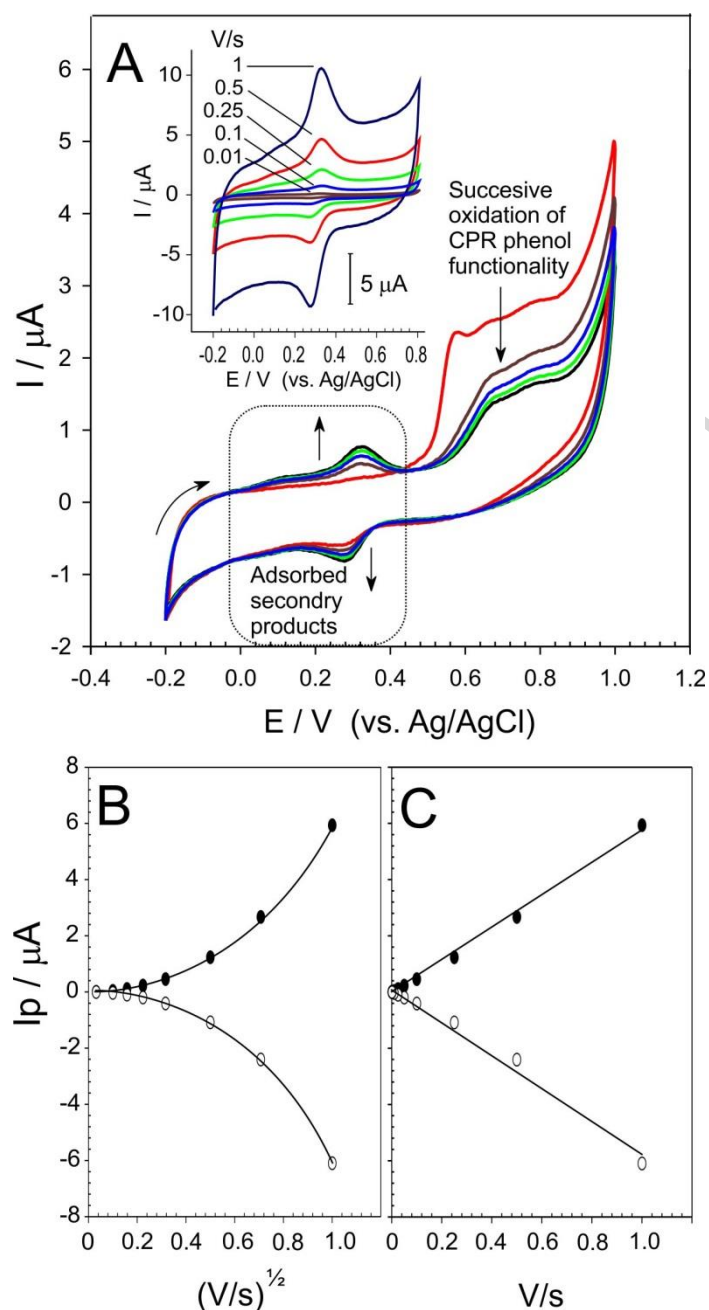 A
V/s
1
0.5
0.25
0.1
0.01
10
5
0
-5
-10
I / μA
5 μA
-0.2 0.0 0.2 0.4 0.6 0.8
E / V (vs. Ag/AgCl)
Succesive
oxidation of
CPR phenol
functionality
6
5
4
3
2
1
0
-1
-2
I / μA
Adsorbed
secondry
products
-0.4 -0.2 0.0 0.2 0.4 0.6 0.8 1.0 1.2
E / V (vs. Ag/AgCl)
B
C
8
6
4
2
0
-2
-4
-6
-8
Ip / μA
0 0.2 0.4 0.6 0.8 1.0
0 0.2 0.4 0.6 0.8 1.0
(V/s)^½
V/s